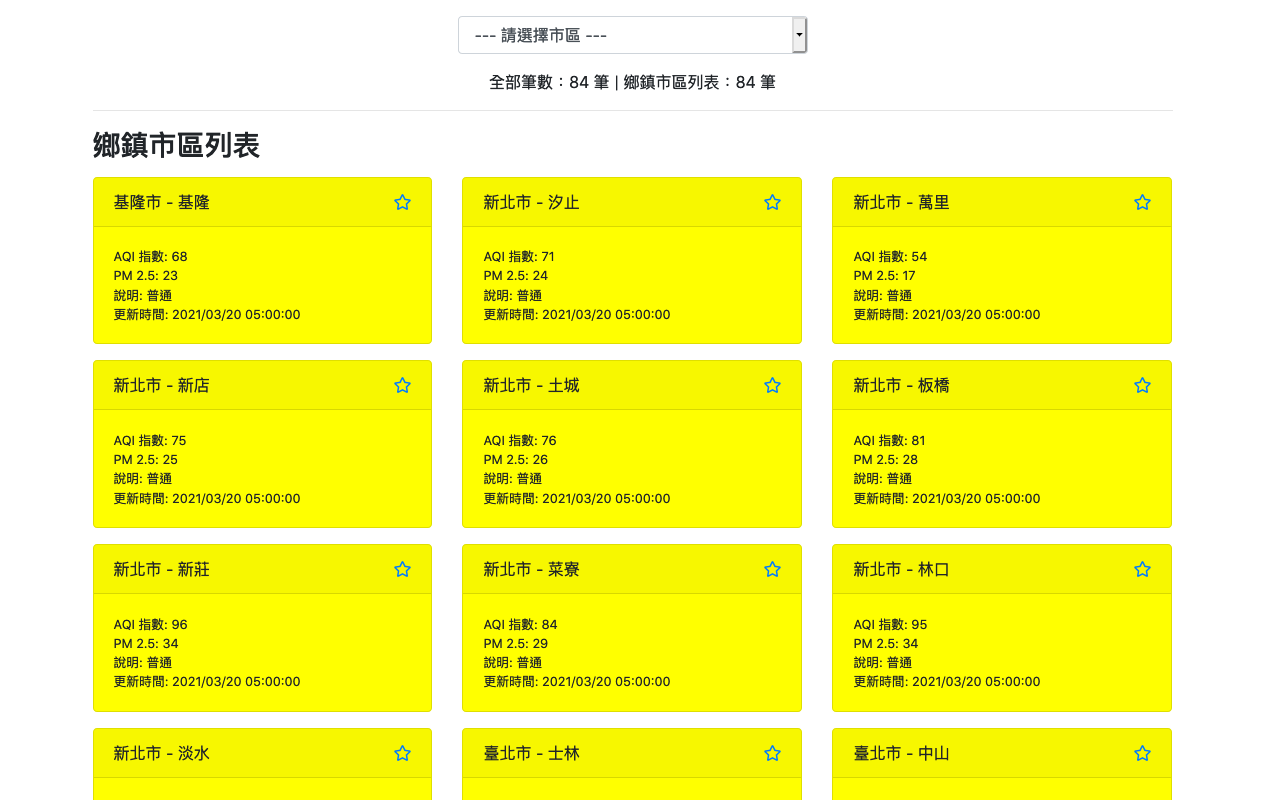 --- 請選擇市區 ---
全部筆數：84 筆 | 鄉鎮市區列表：84 筆
鄉鎮市區列表
基隆市 - 基隆
AQI 指數: 68
PM 2.5: 23
說明: 普通
更新時間: 2021/03/20 05:00:00
新北市 - 汐止
AQI 指數: 71
PM 2.5: 24
說明: 普通
更新時間: 2021/03/20 05:00:00
新北市 - 萬里
AQI 指數: 54
PM 2.5: 17
說明: 普通
更新時間: 2021/03/20 05:00:00
新北市 - 新店
AQI 指數: 75
PM 2.5: 25
說明: 普通
更新時間: 2021/03/20 05:00:00
新北市 - 土城
AQI 指數: 76
PM 2.5: 26
說明: 普通
更新時間: 2021/03/20 05:00:00
新北市 - 板橋
AQI 指數: 81
PM 2.5: 28
說明: 普通
更新時間: 2021/03/20 05:00:00
新北市 - 新莊
AQI 指數: 96
PM 2.5: 34
說明: 普通
更新時間: 2021/03/20 05:00:00
新北市 - 菜寮
AQI 指數: 84
PM 2.5: 29
說明: 普通
更新時間: 2021/03/20 05:00:00
新北市 - 林口
AQI 指數: 95
PM 2.5: 34
說明: 普通
更新時間: 2021/03/20 05:00:00
新北市 - 淡水
臺北市 - 士林
臺北市 - 中山